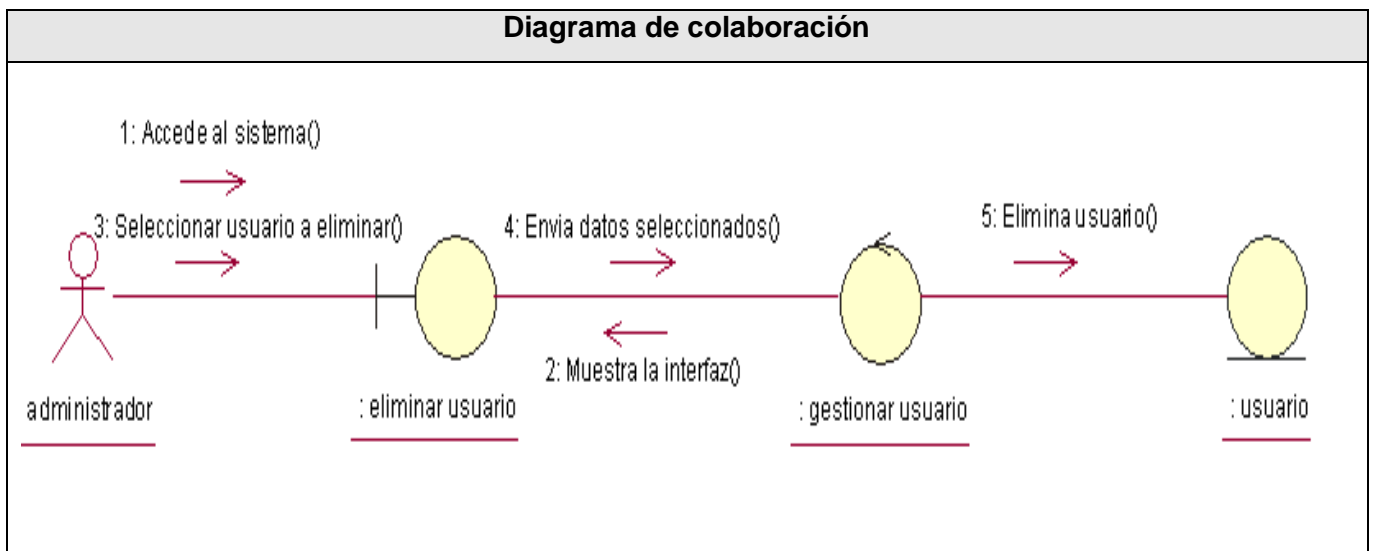 Diagrama de colaboración
1: Accede al sistema()
3: Seleccionar usuario a eliminar()
4: Envia datos seleccionados()
5: Elimina usuario()
2: Muestra la interfaz()
administrador
: eliminar usuario
: gestionar usuario
: usuario